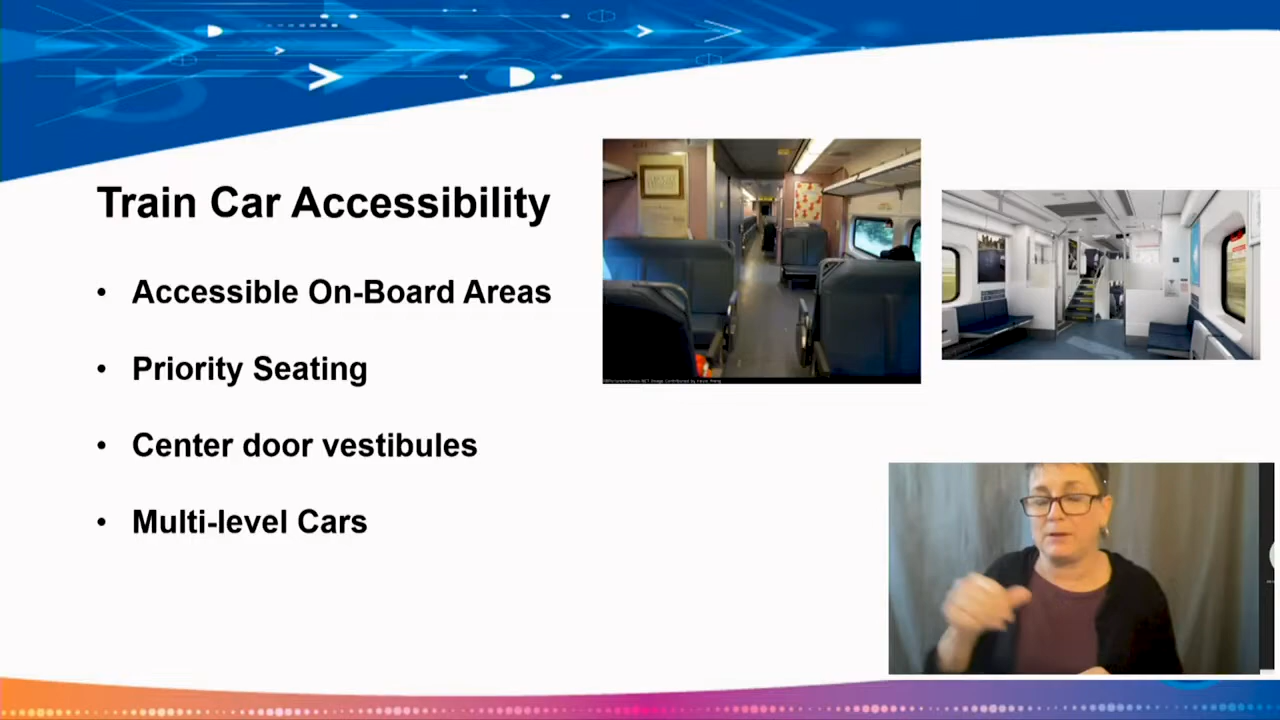 Train Car Accessibility
• Accessible On-Board Areas
• Priority Seating
• Center door vestibules
• Multi-level Cars